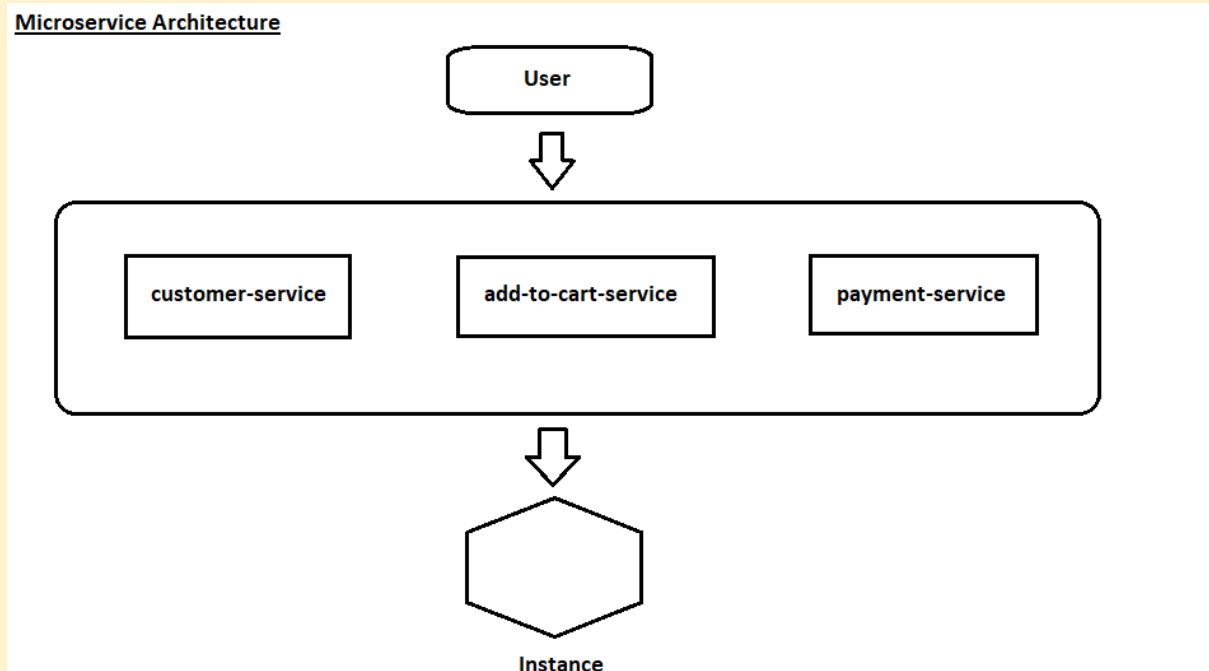 Microservice Architecture
User
customer-service
add-to-cart-service
payment-service
Instance